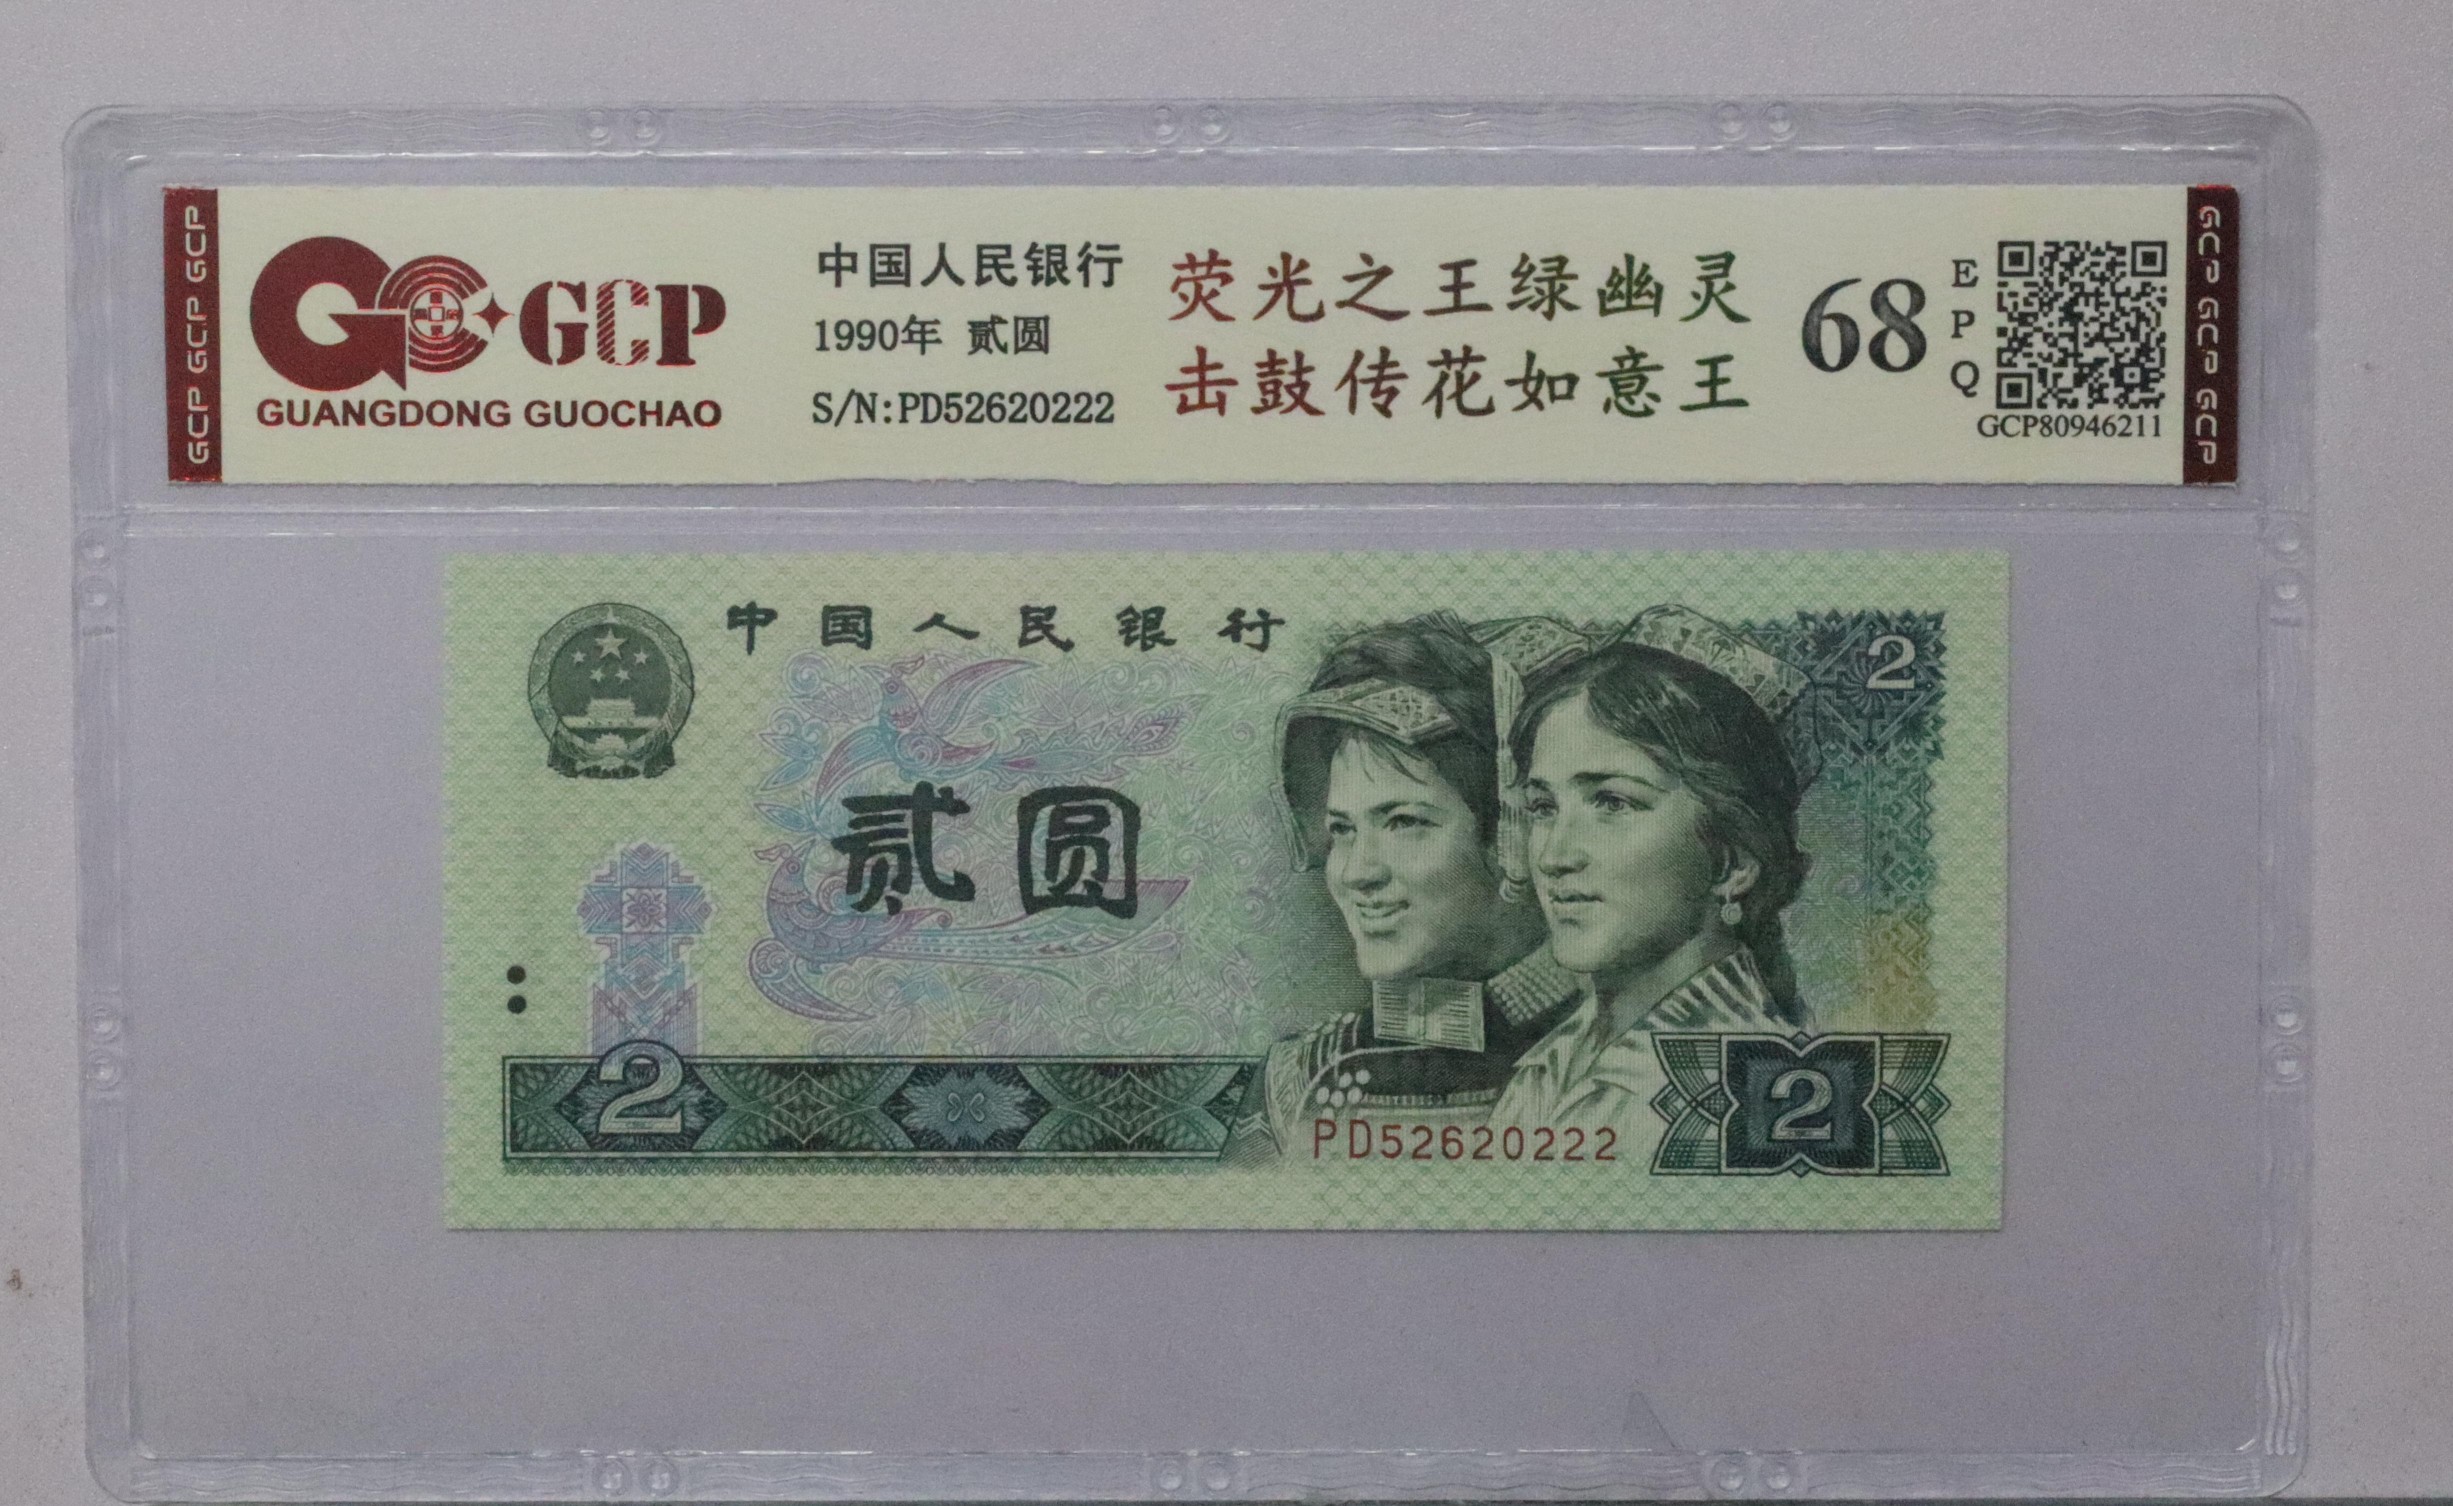 GCP GCP GCP
GCP
GUANGDONG GUOCHAO
中国人民银行
1990年 贰圆
S/N:PD52620222
荧光之王绿幽灵
击鼓传花如意王
68
EPQ
GCP80946211
GCP GCP GCP
中国人民银行
2
贰圆
2
PD52620222
2